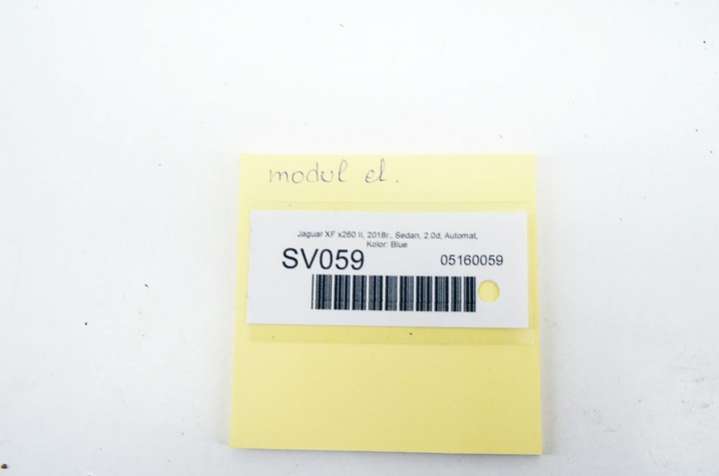 modul el.
Jaguar XF x260 II, 2018r., Sedan, 2.0d, Automat,
Kolor: Blue
SV059
05160059